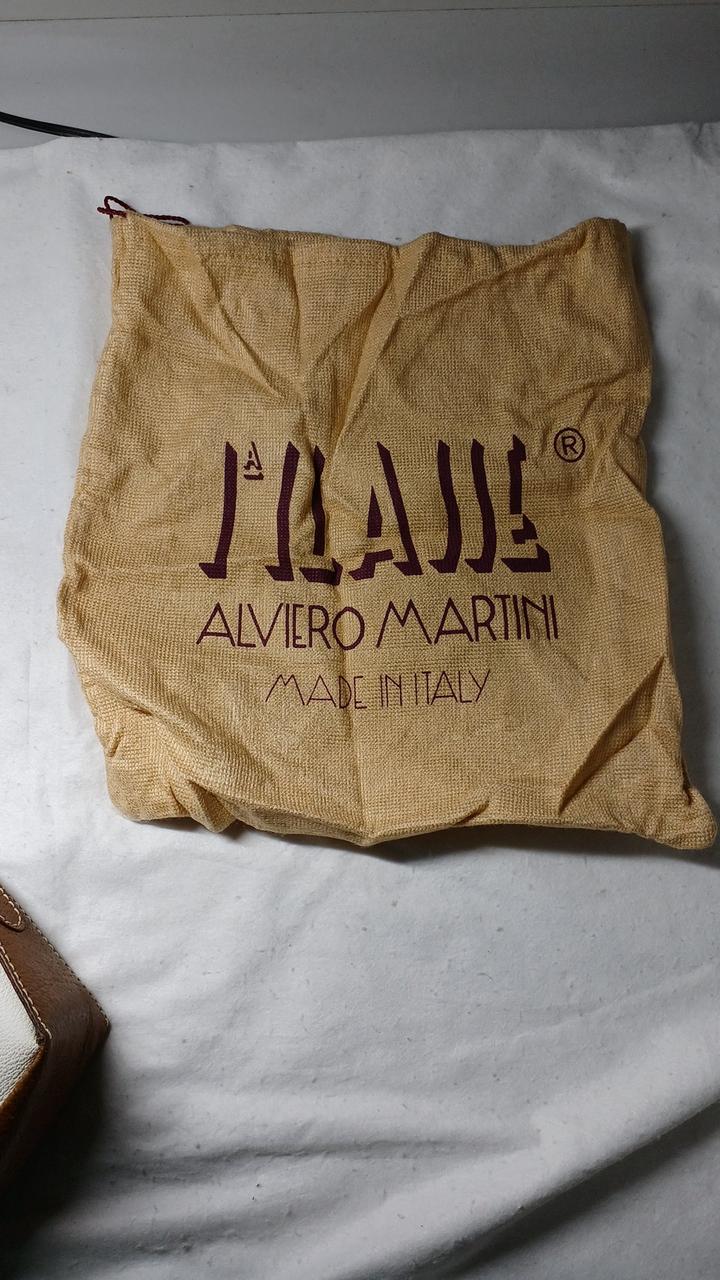 1ᴬ CLASSE ®
ALVIERO MARTINI
MADE IN ITALY